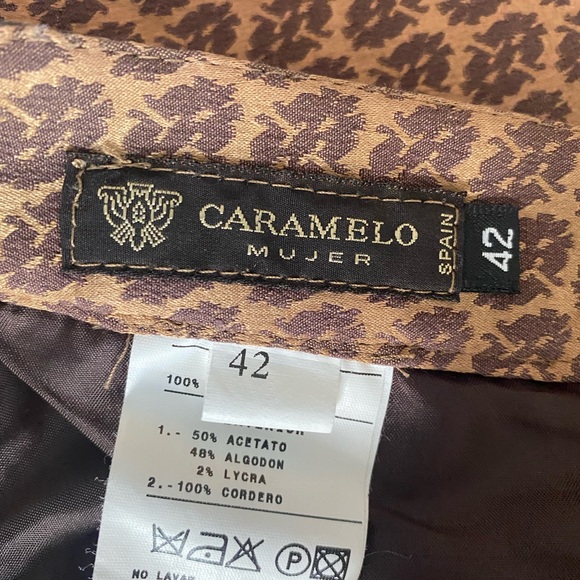 CARAMELO
MUJER
SPAIN
42
42
100%
1.- 50% ACETATO
48% ALGODON
2% LYCRA
2.-100% CORDERO
P
NO LAVAR